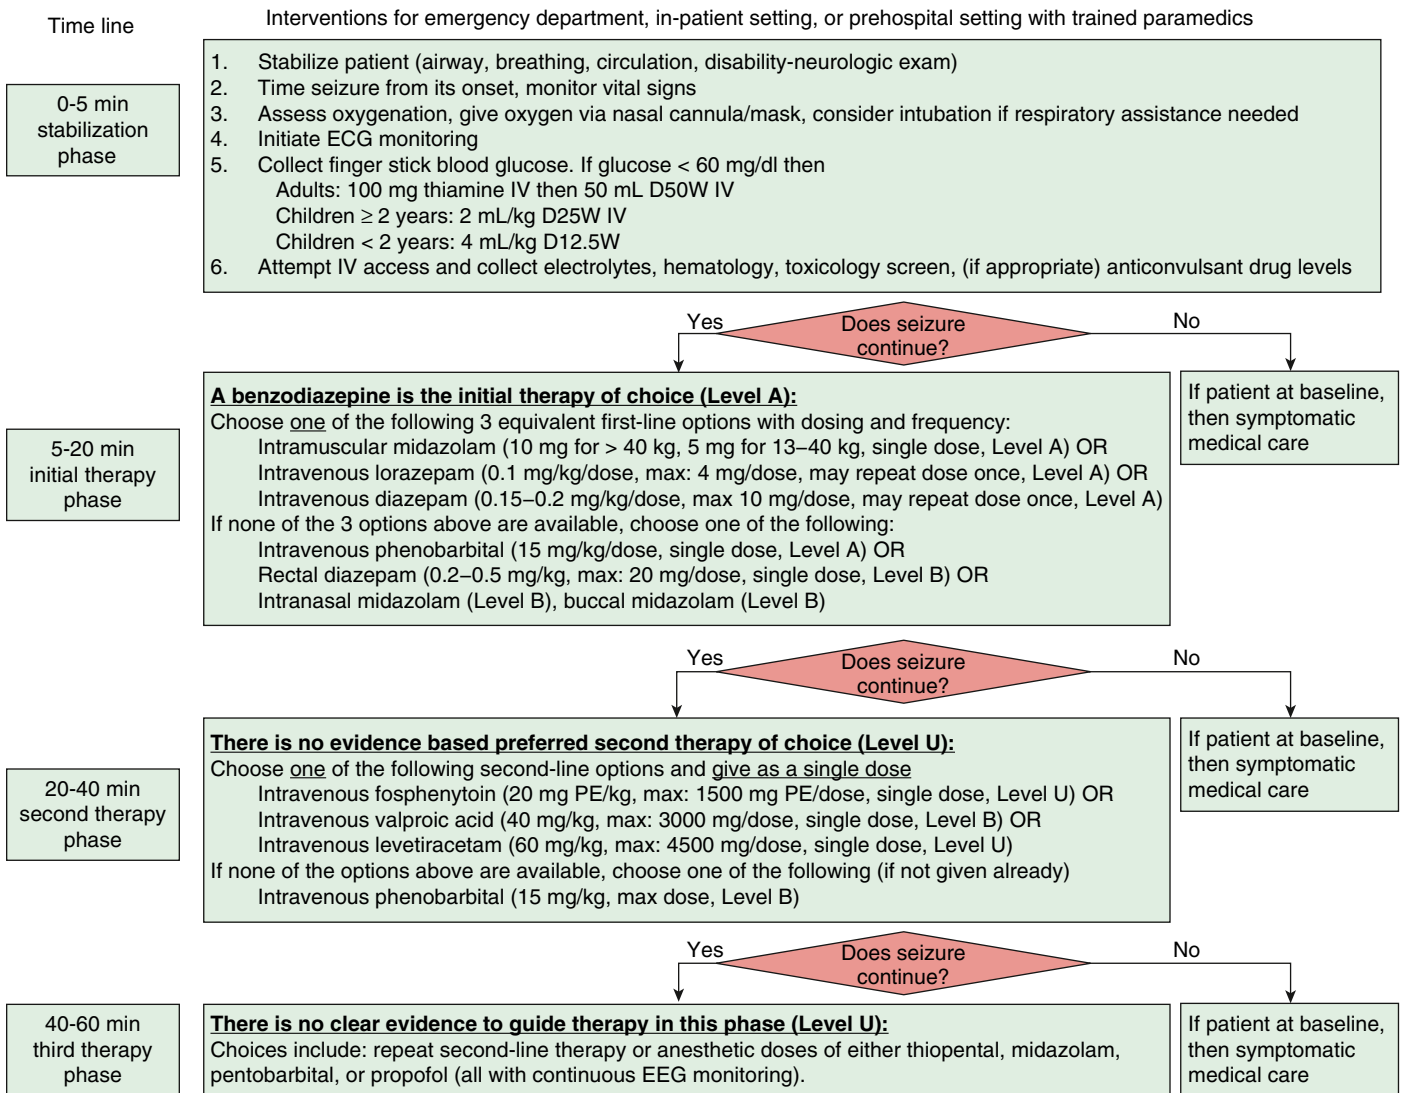 Time line
Interventions for emergency department, in-patient setting, or prehospital setting with trained paramedics
0-5 min
stabilization
phase
1. Stabilize patient (airway, breathing, circulation, disability-neurologic exam)
2. Time seizure from its onset, monitor vital signs
3. Assess oxygenation, give oxygen via nasal cannula/mask, consider intubation if respiratory assistance needed
4. Initiate ECG monitoring
5. Collect finger stick blood glucose. If glucose < 60 mg/dl then
Adults: 100 mg thiamine IV then 50 mL D50W IV
Children ≥ 2 years: 2 mL/kg D25W IV
Children < 2 years: 4 mL/kg D12.5W
6. Attempt IV access and collect electrolytes, hematology, toxicology screen, (if appropriate) anticonvulsant drug levels
Yes
Does seizure
continue?
No
5-20 min
initial therapy
phase
A benzodiazepine is the initial therapy of choice (Level A):
Choose one of the following 3 equivalent first-line options with dosing and frequency:
Intramuscular midazolam (10 mg for > 40 kg, 5 mg for 13–40 kg, single dose, Level A) OR
Intravenous lorazepam (0.1 mg/kg/dose, max: 4 mg/dose, may repeat dose once, Level A) OR
Intravenous diazepam (0.15–0.2 mg/kg/dose, max 10 mg/dose, may repeat dose once, Level A)
If none of the 3 options above are available, choose one of the following:
Intravenous phenobarbital (15 mg/kg/dose, single dose, Level A) OR
Rectal diazepam (0.2–0.5 mg/kg, max: 20 mg/dose, single dose, Level B) OR
Intranasal midazolam (Level B), buccal midazolam (Level B)
If patient at baseline,
then symptomatic
medical care
Yes
Does seizure
continue?
No
20-40 min
second therapy
phase
There is no evidence based preferred second therapy of choice (Level U):
Choose one of the following second-line options and give as a single dose
Intravenous fosphenytoin (20 mg PE/kg, max: 1500 mg PE/dose, single dose, Level U) OR
Intravenous valproic acid (40 mg/kg, max: 3000 mg/dose, single dose, Level B) OR
Intravenous levetiracetam (60 mg/kg, max: 4500 mg/dose, single dose, Level U)
If none of the options above are available, choose one of the following (if not given already)
Intravenous phenobarbital (15 mg/kg, max dose, Level B)
If patient at baseline,
then symptomatic
medical care
Yes
Does seizure
continue?
No
40-60 min
third therapy
phase
There is no clear evidence to guide therapy in this phase (Level U):
Choices include: repeat second-line therapy or anesthetic doses of either thiopental, midazolam,
pentobarbital, or propofol (all with continuous EEG monitoring).
If patient at baseline,
then symptomatic
medical care